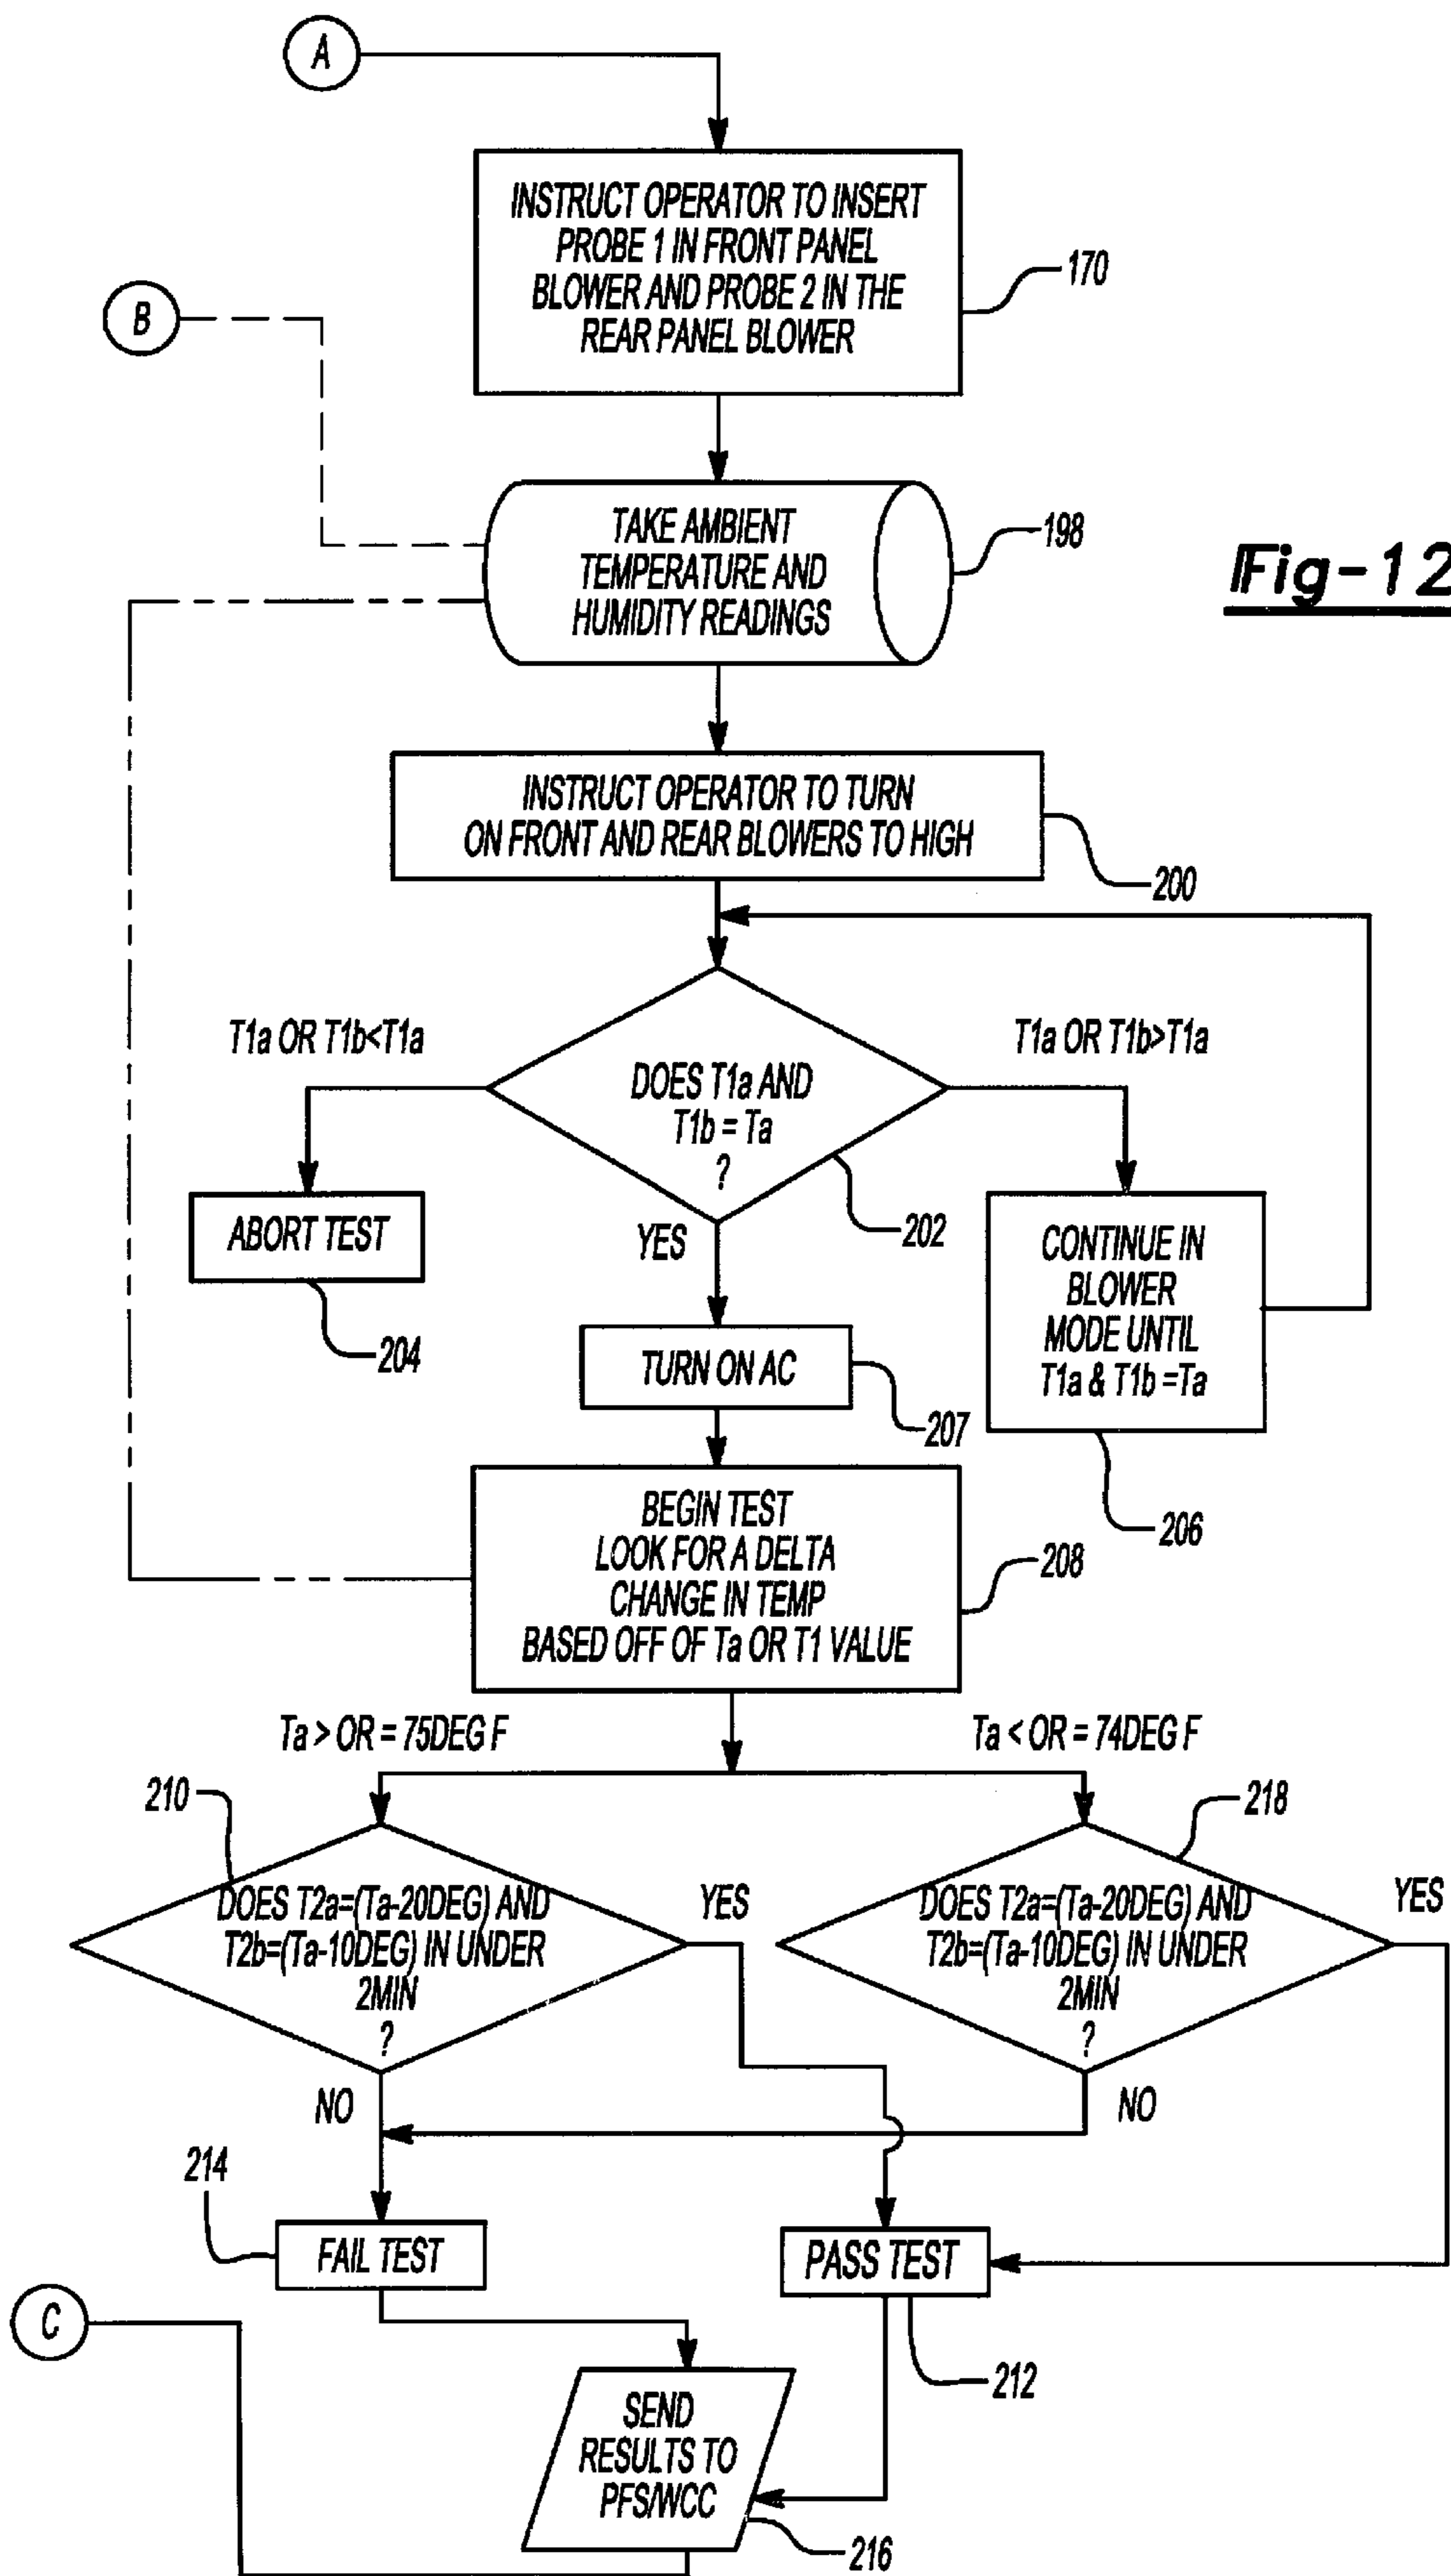 A
INSTRUCT OPERATOR TO INSERT
PROBE 1 IN FRONT PANEL
BLOWER AND PROBE 2 IN THE
REAR PANEL BLOWER
170
B
TAKE AMBIENT
TEMPERATURE AND
HUMIDITY READINGS
198
Fig-12
INSTRUCT OPERATOR TO TURN
ON FRONT AND REAR BLOWERS TO HIGH
200
T1a OR T1b<T1a
T1a OR T1b>T1a
DOES T1a AND
T1b = Ta
?
202
YES
ABORT TEST
204
CONTINUE IN
BLOWER
MODE UNTIL
T1a & T1b =Ta
206
TURN ON AC
207
BEGIN TEST
LOOK FOR A DELTA
CHANGE IN TEMP
BASED OFF OF Ta OR T1 VALUE
208
Ta > OR = 75DEG F
Ta < OR = 74DEG F
210
218
DOES T2a=(Ta-20DEG) AND
T2b=(Ta-10DEG) IN UNDER
2MIN
?
YES
DOES T2a=(Ta-20DEG) AND
T2b=(Ta-10DEG) IN UNDER
2MIN
?
YES
NO
NO
214
FAIL TEST
PASS TEST
212
C
SEND
RESULTS TO
PFS/WCC
216